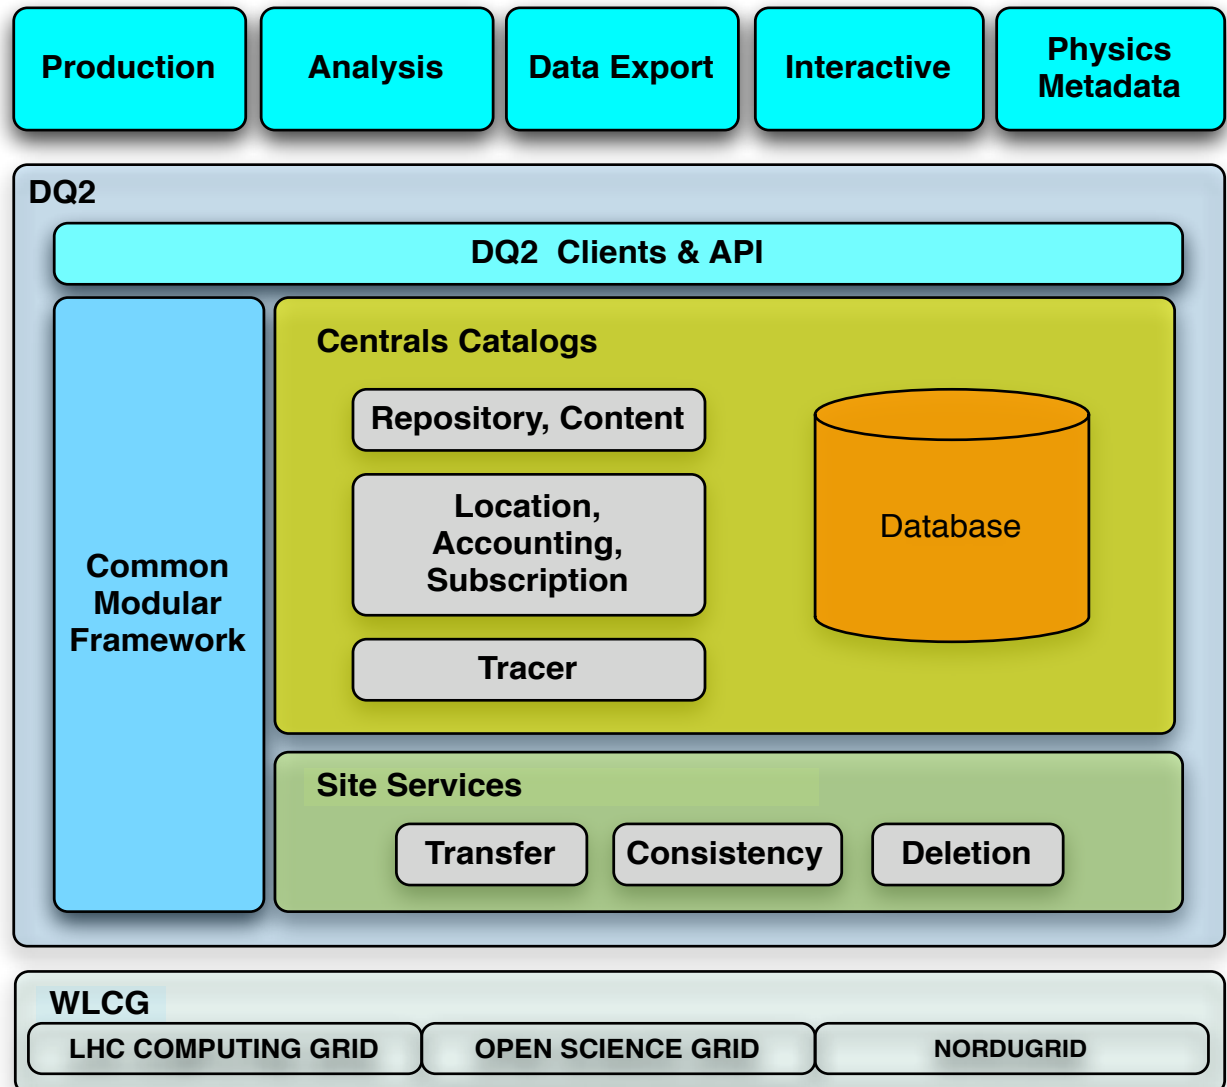 Production
Analysis
Data Export
Interactive
Physics
Metadata
DQ2
DQ2  Clients & API
Centrals Catalogs
Repository, Content
Location,
Accounting,
Subscription
Tracer
Database
Common
Modular
Framework
Site Services
Transfer
Consistency
Deletion
WLCG
LHC COMPUTING GRID
OPEN SCIENCE GRID
NORDUGRID